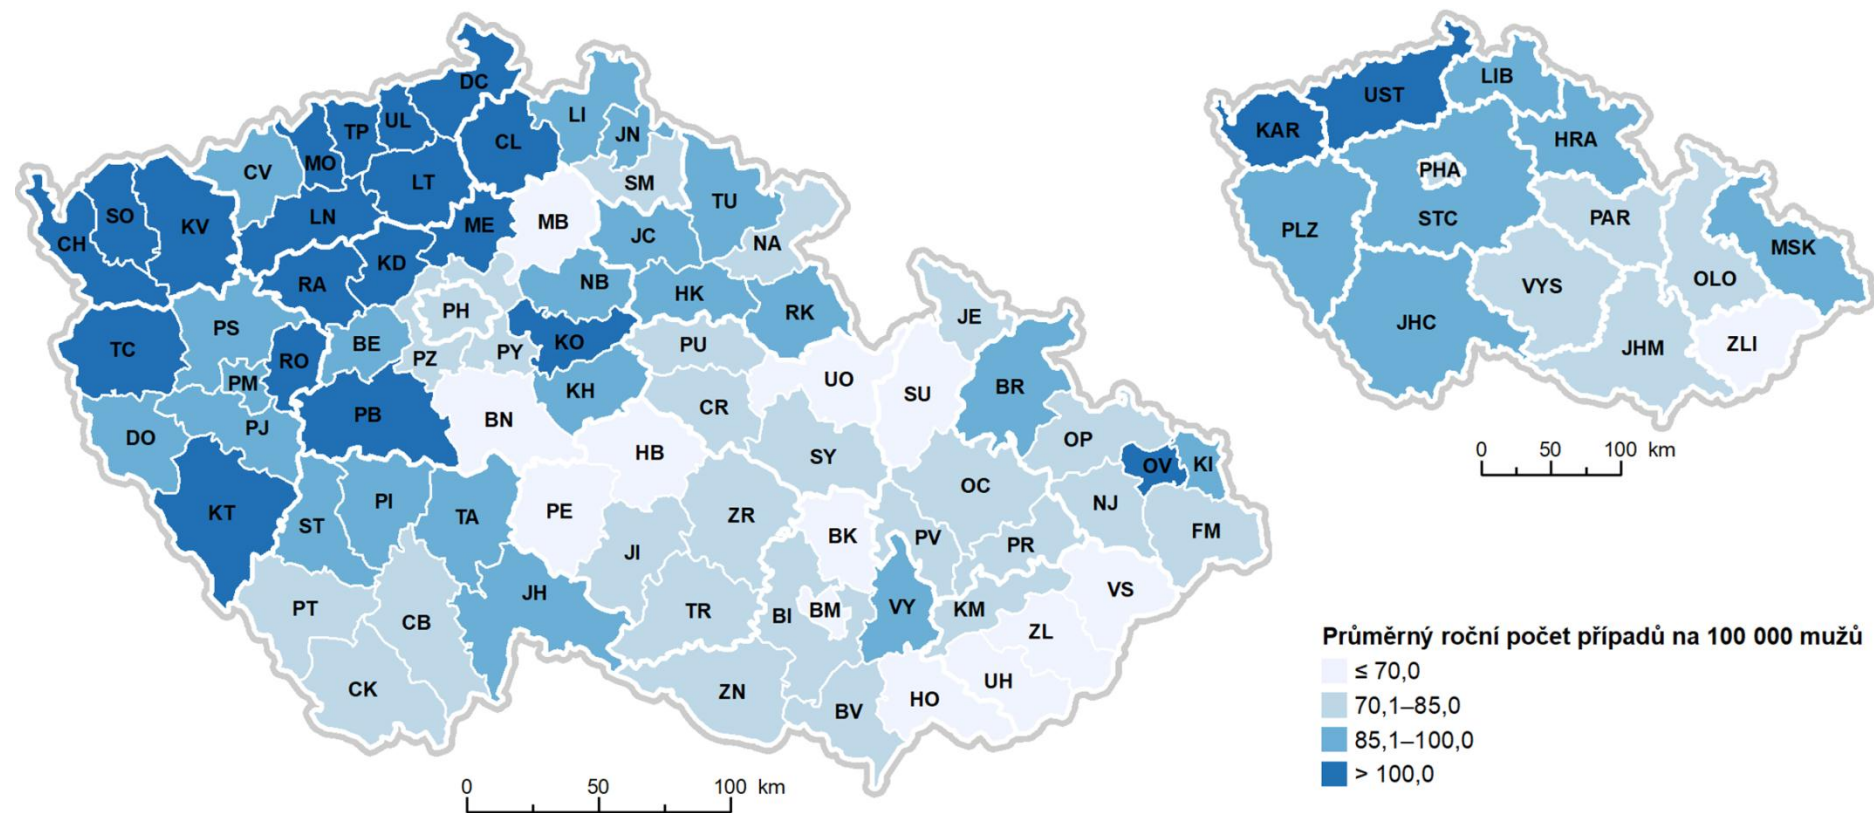 DC
LI
TP
UL
CL
JN
MO
CV
LT
SM
TU
SO
LN
ME
MB
KV
CH
JC
NA
KD
RA
NB
HK
PH
RK
PS
JE
TC
BE
KO
PU
RO
PZ
PY
PM
UO
BR
KH
SU
CR
PB
BN
DO
PJ
OP
HB
SY
OV
KI
OC
PI
NJ
KT
PE
ZR
TA
ST
FM
BK
PV
PR
JI
VS
JH
PT
TR
BM
VY
KM
BI
CB
ZL
UH
CK
ZN
HO
BV
0 50 100 km
LIB
UST
KAR
HRA
PHA
PAR
STC
PLZ
MSK
OLO
VYS
JHC
ZLI
JHM
0 50 100 km
Průměrný roční počet případů na 100 000 mužů
≤ 70,0
70,1–85,0
85,1–100,0
> 100,0